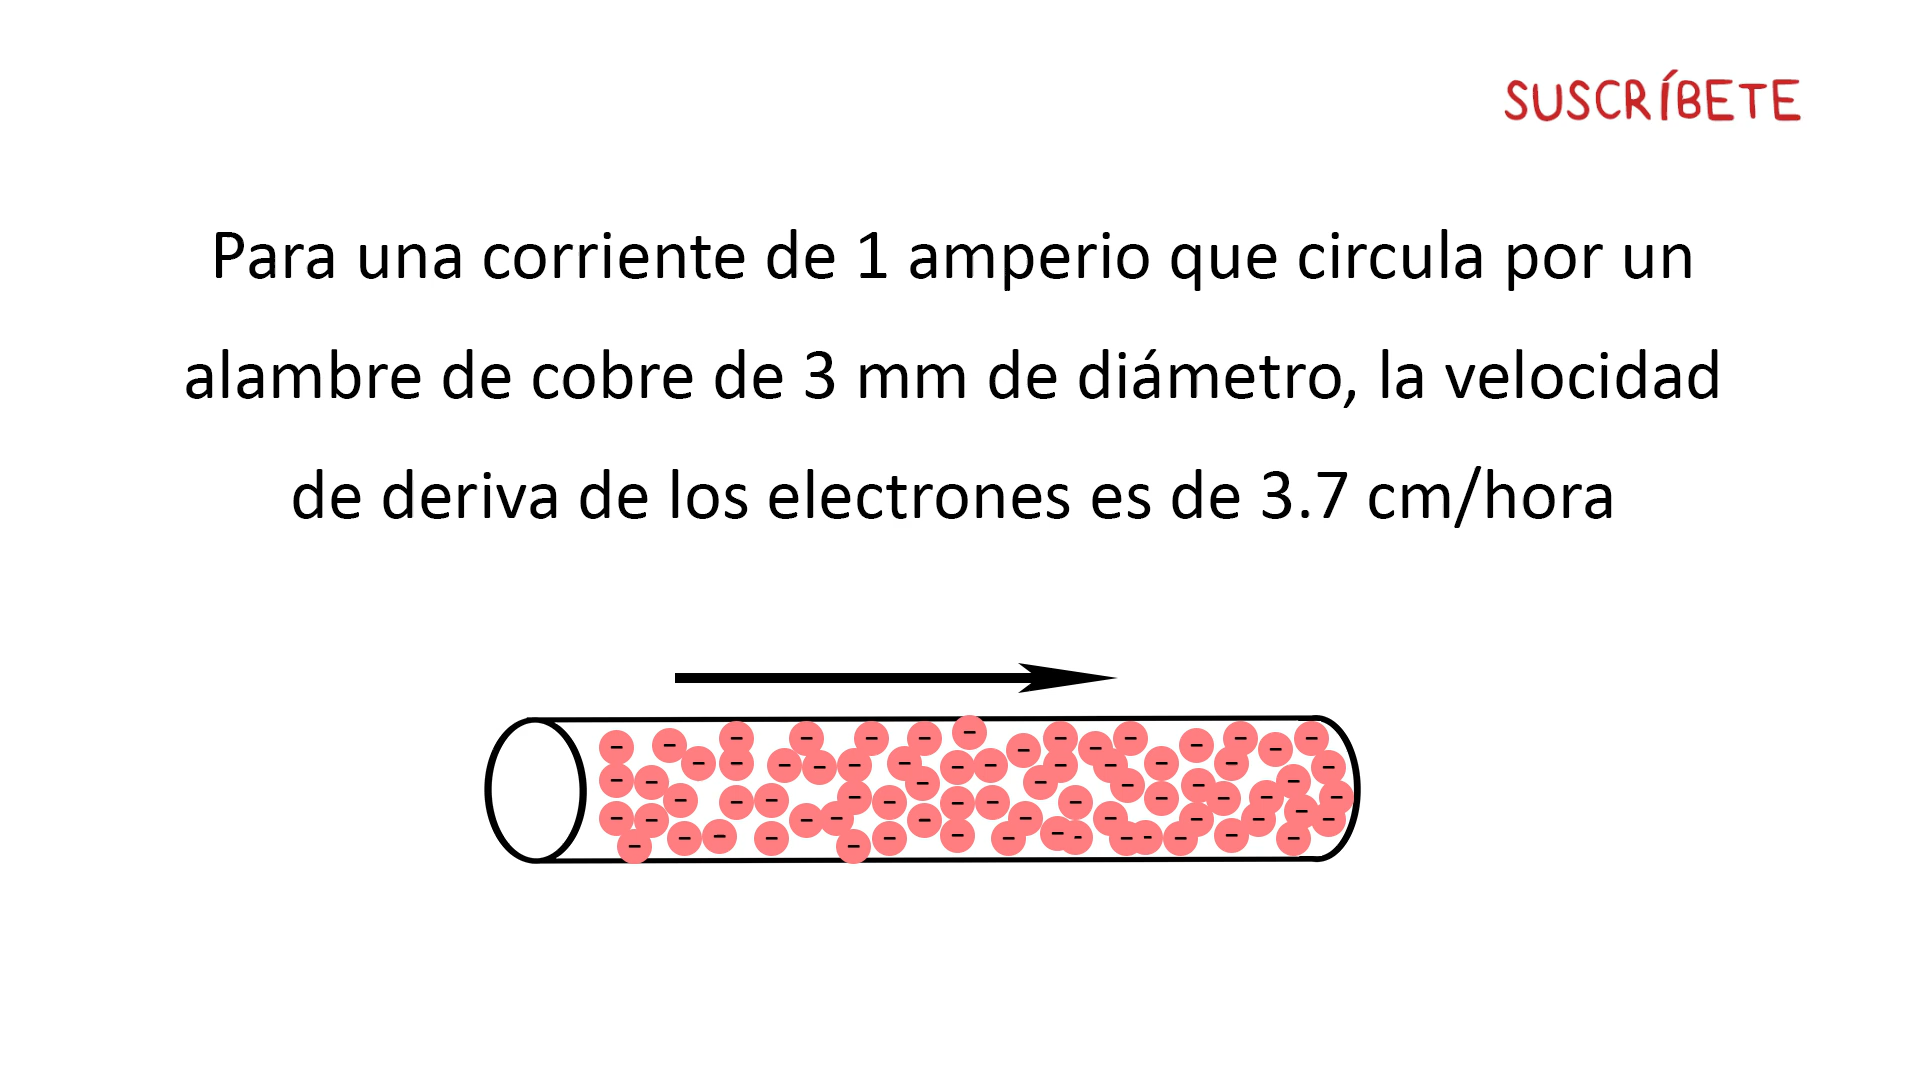 SUSCRÍBETE
Para una corriente de 1 amperio que circula por un
alambre de cobre de 3 mm de diámetro, la velocidad
de deriva de los electrones es de 3.7 cm/hora